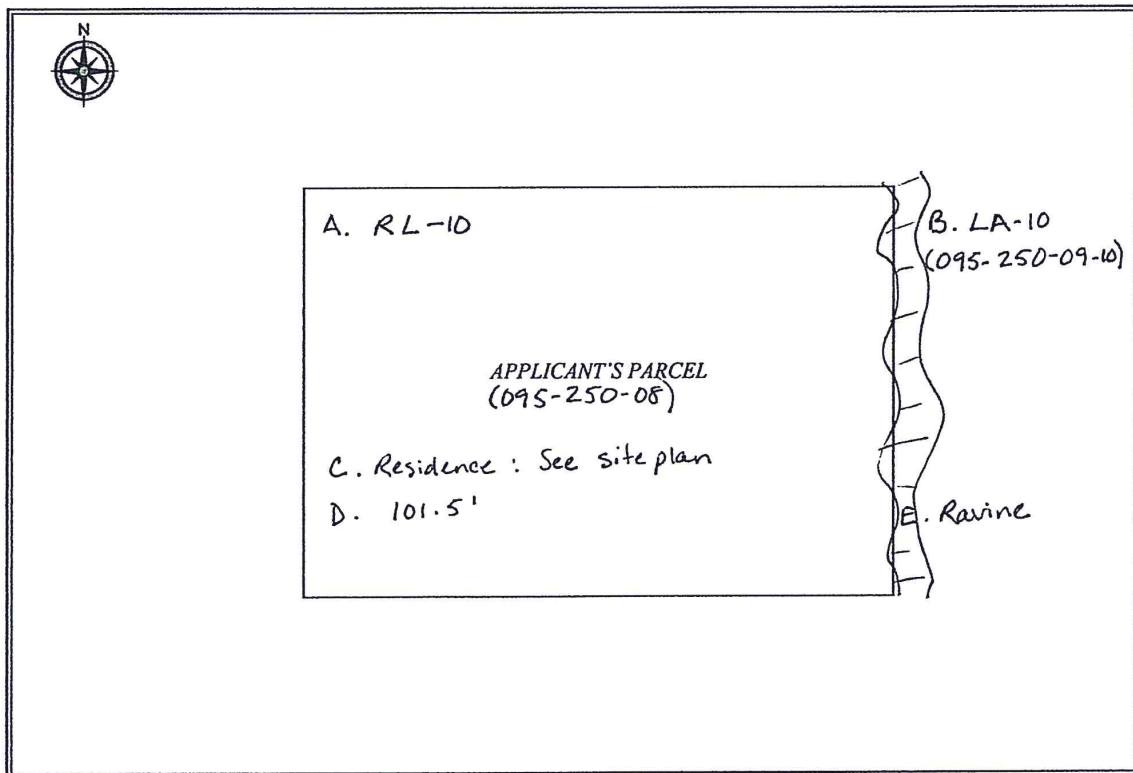 N
A. RL-10
B. LA-10
(095-250-09-10)
APPLICANT'S PARCEL
(095-250-08)
C. Residence : See site plan
D. 101.5'
E. Ravine